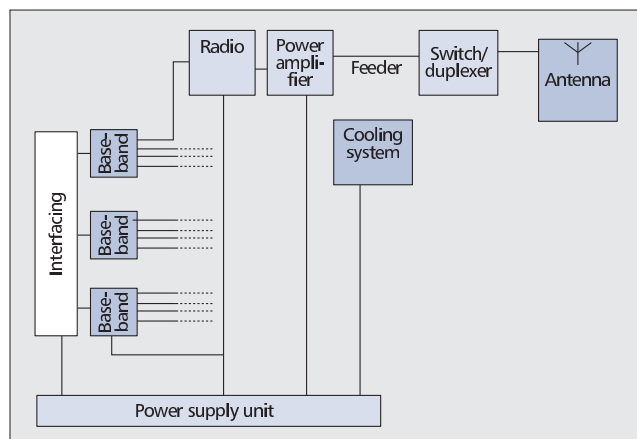 Radio
Power
ampli-
fier
Feeder
Switch/
duplexer
Antenna
Cooling
system
Interfacing
Base-
band
Base-
band
Base-
band
Power supply unit